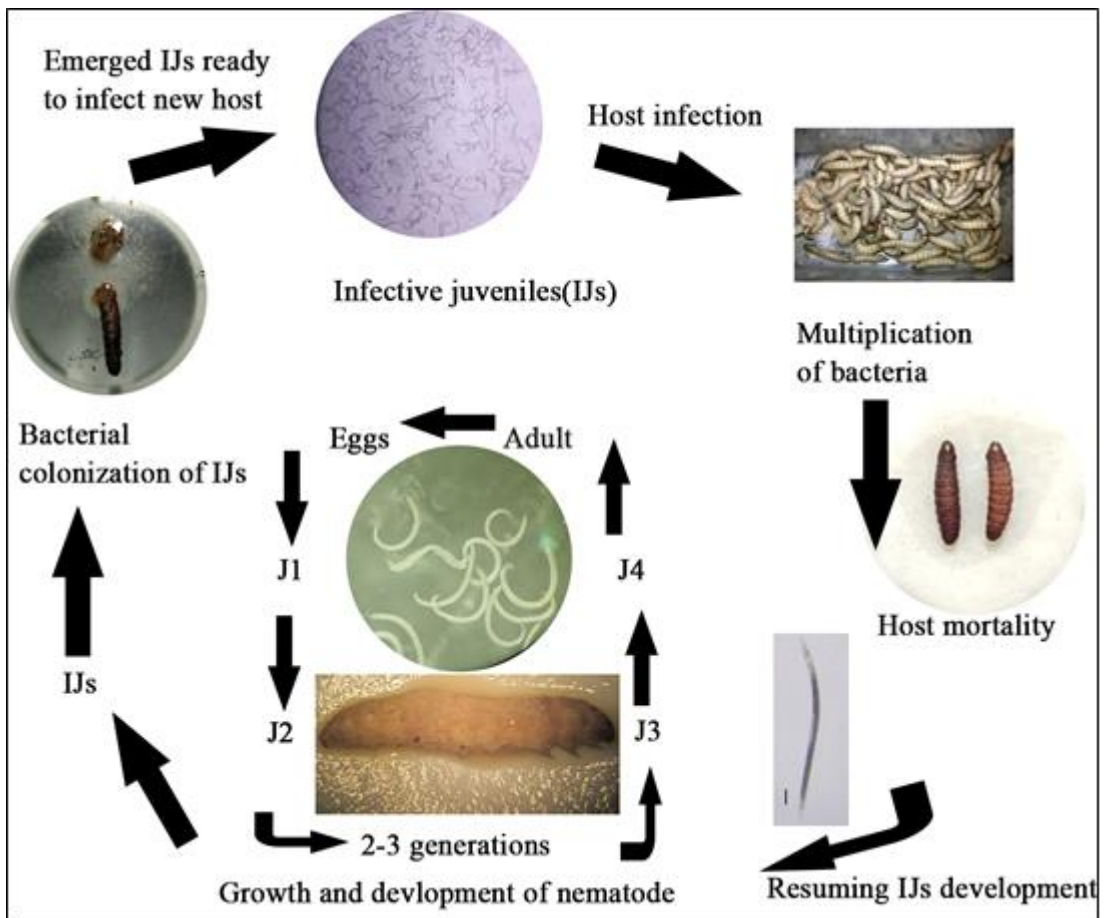 Emerged IJs ready
to infect new host
Host infection
Infective juveniles(IJs)
Multiplication
of bacteria
Bacterial
colonization of IJs
Eggs
Adult
J1
J4
Host mortality
IJs
J2
J3
2-3 generations
Growth and devlopment of nematode
Resuming IJs development